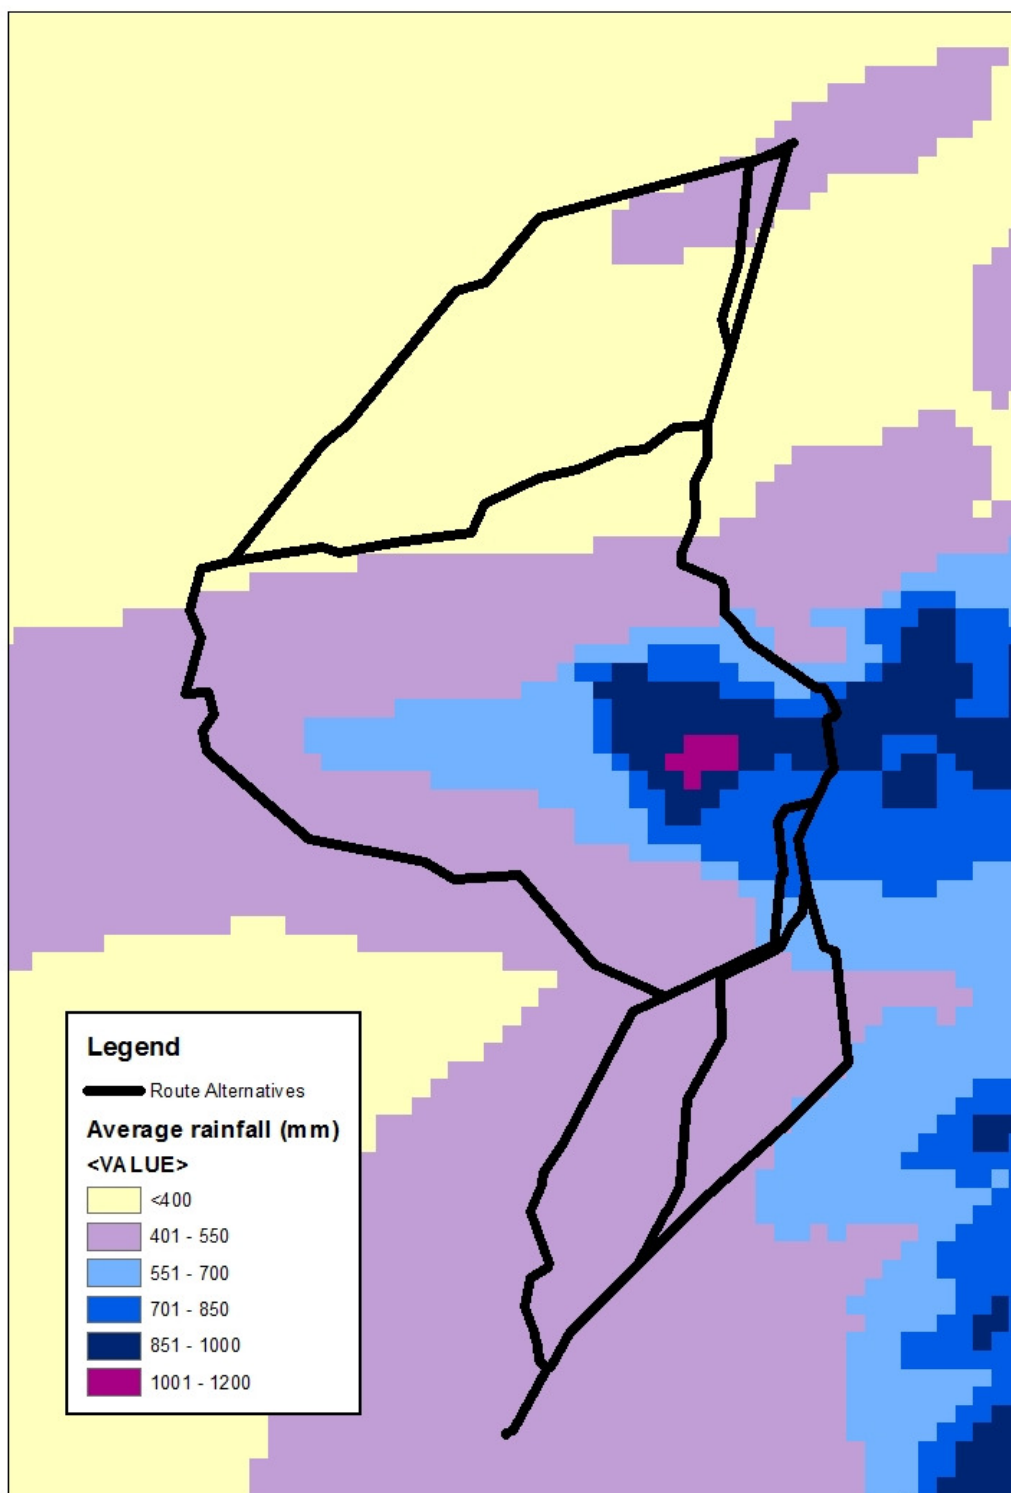 Legend
Route Alternatives
Average rainfall (mm)
<VALUE>
<400
401 - 550
551 - 700
701 - 850
851 - 1000
1001 - 1200